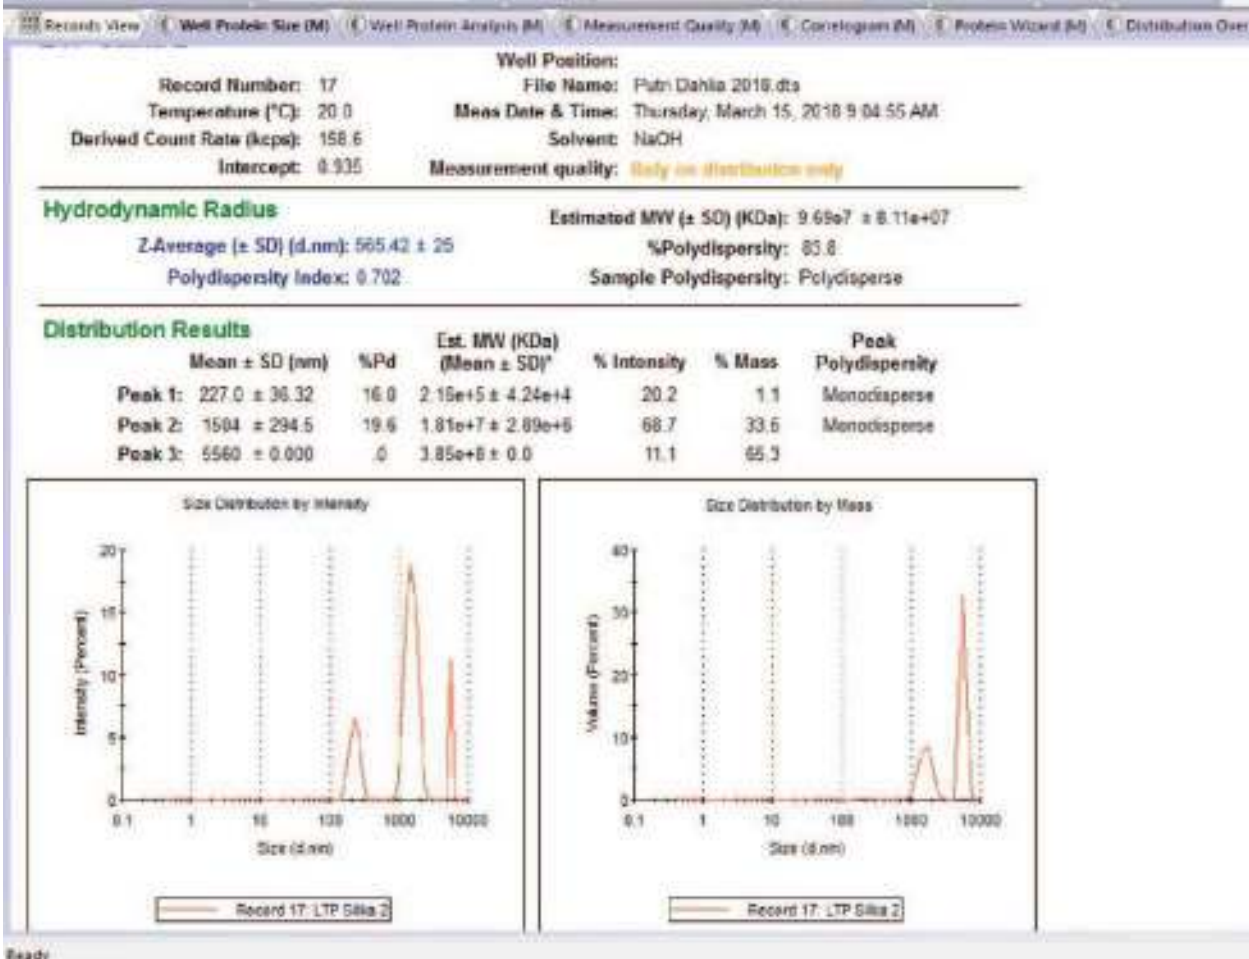 Records View Well Protein Size (M) Well Protein Analysis (M) Measurement Quality (M) Correlogram (M) Protein Wizard (M) Distribution Over
Well Position:
Record Number: 17 File Name: Putri Dahlia 2018.dts
Temperature (°C): 20.0 Meas Date & Time: Thursday, March 15, 2018 9:04:55 AM
Derived Count Rate (kcps): 158.6 Solvent: NaOH
Intercept: 0.935 Measurement quality: Rely on distribution only
Hydrodynamic Radius Estimated MW (± SD) (KDa): 9.69e7 ± 8.11e+07
Z-Average (± SD) (d.nm): 565.42 ± 25 %Polydispersity: 83.8
Polydispersity Index: 0.702 Sample Polydispersity: Polydisperse
Distribution Results
Mean ± SD (nm) %Pd Est. MW (KDa) (Mean ± SD)* % Intensity % Mass Peak Polydispersity
Peak 1: 227.0 ± 36.32 16.0 2.15e+5 ± 4.24e+4 20.2 1.1 Monodisperse
Peak 2: 1504 ± 294.5 19.6 1.81e+7 ± 2.89e+6 68.7 33.6 Monodisperse
Peak 3: 5560 ± 0.000 .0 3.85e+8 ± 0.0 11.1 65.3
Size Distribution by Intensity
20
15
10
5
0
Intensity (Percent)
0.1 1 10 100 1000 10000
Size (d.nm)
Record 17: LTP Silika 2
Size Distribution by Mass
40
30
20
10
0
Volume (Percent)
0.1 1 10 100 1000 10000
Size (d.nm)
Record 17: LTP Silika 2
Ready